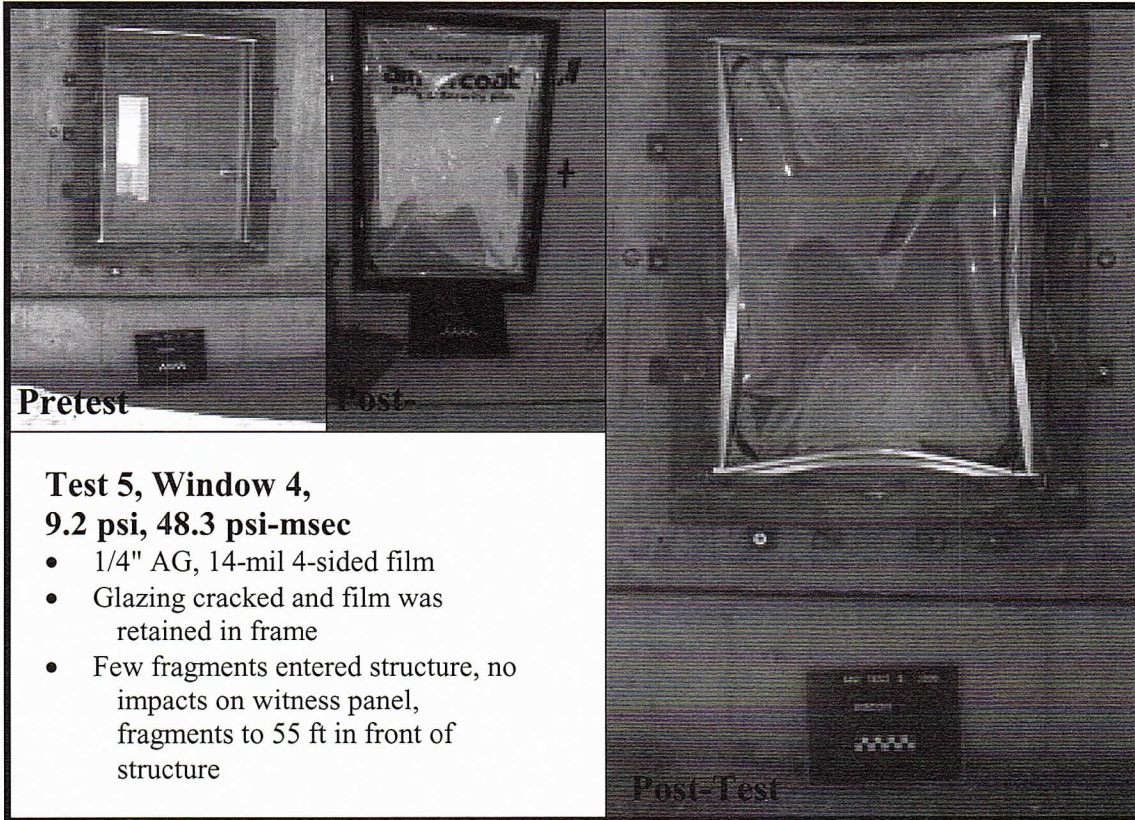 Pretest
Post-
Test 5, Window 4,
9.2 psi, 48.3 psi-msec
• 1/4" AG, 14-mil 4-sided film
• Glazing cracked and film was
retained in frame
• Few fragments entered structure, no
impacts on witness panel,
fragments to 55 ft in front of
structure
Post-Test